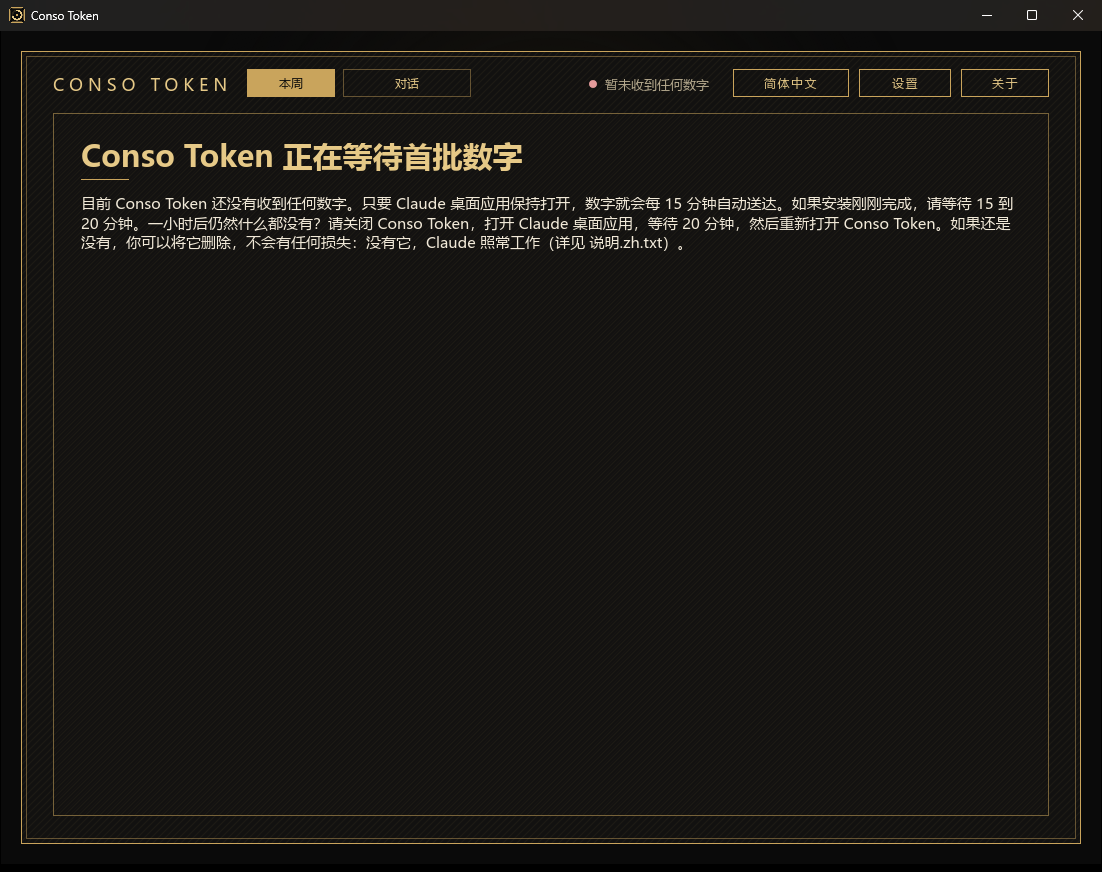 Conso Token
CONSO TOKEN
本周
对话
暂未收到任何数字
简体中文
设置
关于
Conso Token 正在等待首批数字
目前 Conso Token 还没有收到任何数字。只要 Claude 桌面应用保持打开，数字就会每 15 分钟自动送达。如果安装刚刚完成，请等待 15 到
20 分钟。一小时后仍然什么都没有？请关闭 Conso Token，打开 Claude 桌面应用，等待 20 分钟，然后重新打开 Conso Token。如果还是
没有，你可以将它删除，不会有任何损失：没有它，Claude 照常工作（详见 说明.zh.txt）。